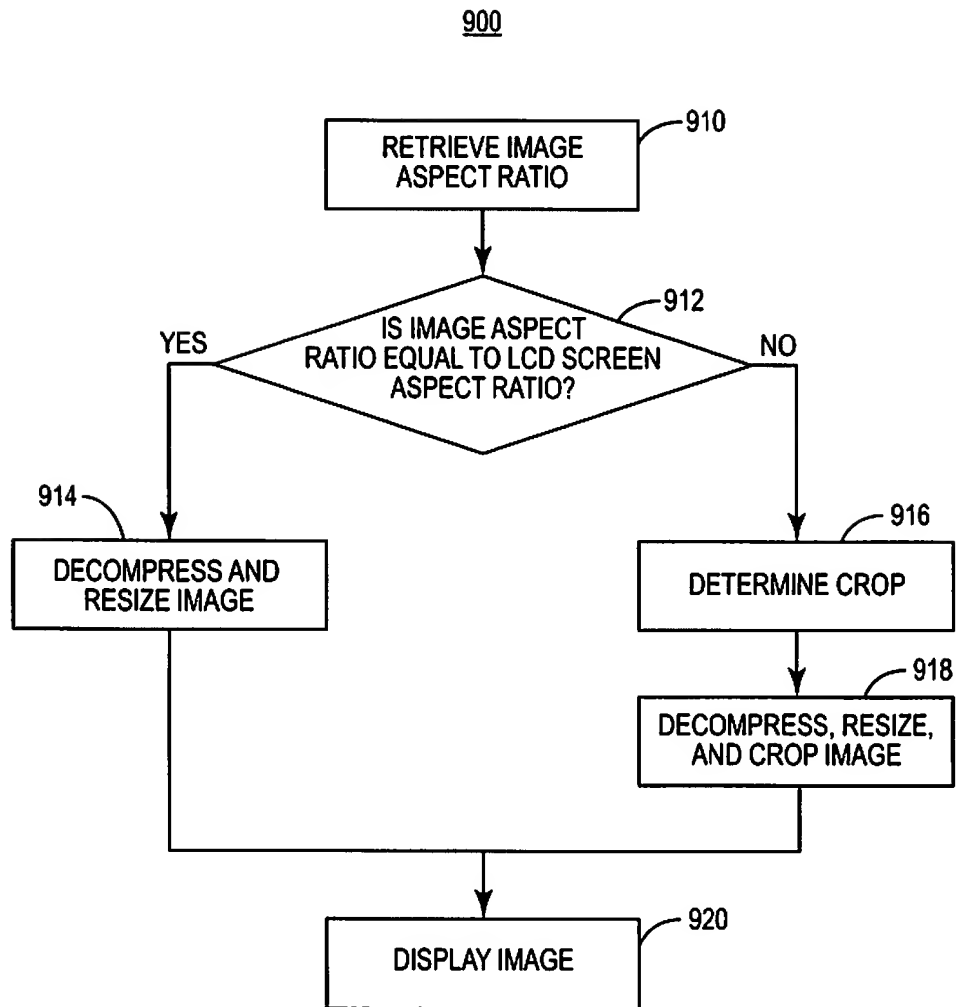 900
910
RETRIEVE IMAGE
ASPECT RATIO
912
IS IMAGE ASPECT
RATIO EQUAL TO LCD SCREEN
ASPECT RATIO?
YES
NO
914
DECOMPRESS AND
RESIZE IMAGE
916
DETERMINE CROP
918
DECOMPRESS, RESIZE,
AND CROP IMAGE
920
DISPLAY IMAGE